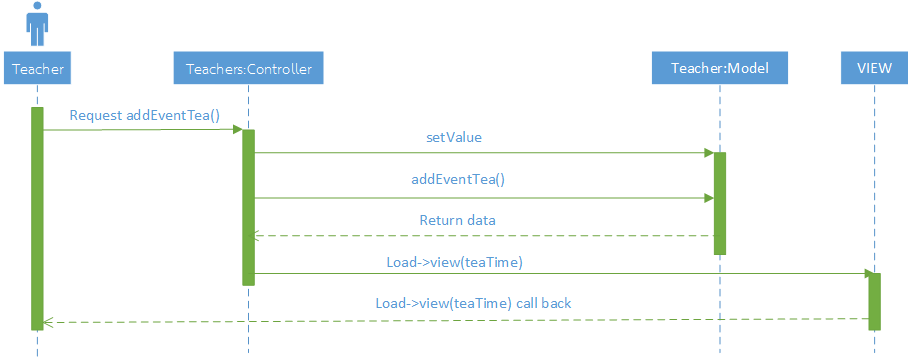 Teacher
Teachers:Controller
Teacher:Model
VIEW
Request addEventTea()
setValue
addEventTea()
Return data
Load->view(teaTime)
Load->view(teaTime) call back